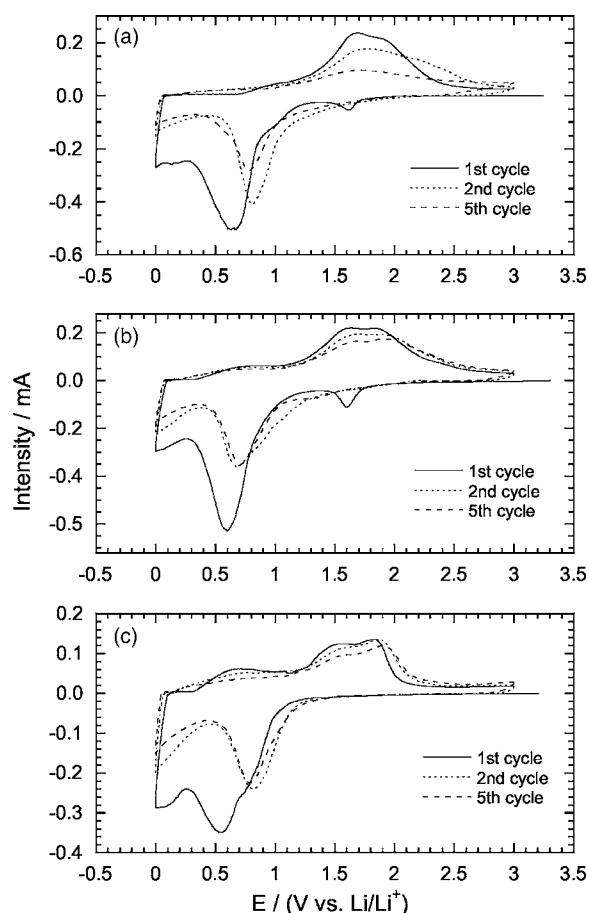 (a)
0.2
0.0
-0.2
-0.4
-0.6
1st cycle
2nd cycle
5th cycle
-0.5 0 0.5 1 1.5 2 2.5 3 3.5
(b)
0.2
0.0
-0.1
-0.2
-0.3
-0.4
-0.5
1st cycle
2nd cycle
5th cycle
-0.5 0 0.5 1 1.5 2 2.5 3 3.5
Intensity / mA
(c)
0.2
0.1
0.0
-0.1
-0.2
-0.3
-0.4
1st cycle
2nd cycle
5th cycle
-0.5 0 0.5 1 1.5 2 2.5 3 3.5
E / (V vs. Li/Li⁺)